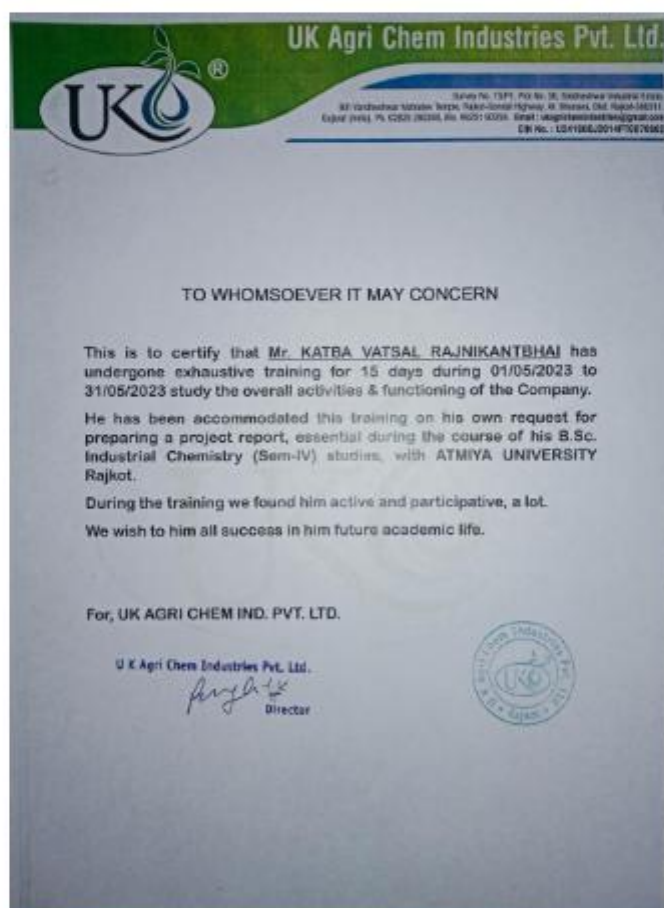 UK Agri Chem Industries Pvt. Ltd.
UK ®
TO WHOMSOEVER IT MAY CONCERN
This is to certify that Mr. KATBA VATSAL RAJNIKANTBHAI has
undergone exhaustive training for 15 days during 01/05/2023 to
31/05/2023 study the overall activities & functioning of the Company.
He has been accommodated this training on his own request for
preparing a project report, essential during the course of his B.Sc.
Industrial Chemistry (Sem-IV) studies, with ATMIYA UNIVERSITY
Rajkot.
During the training we found him active and participative, a lot.
We wish to him all success in him future academic life.
For, UK AGRI CHEM IND. PVT. LTD.
U K Agri Chem Industries Pvt. Ltd.
Director